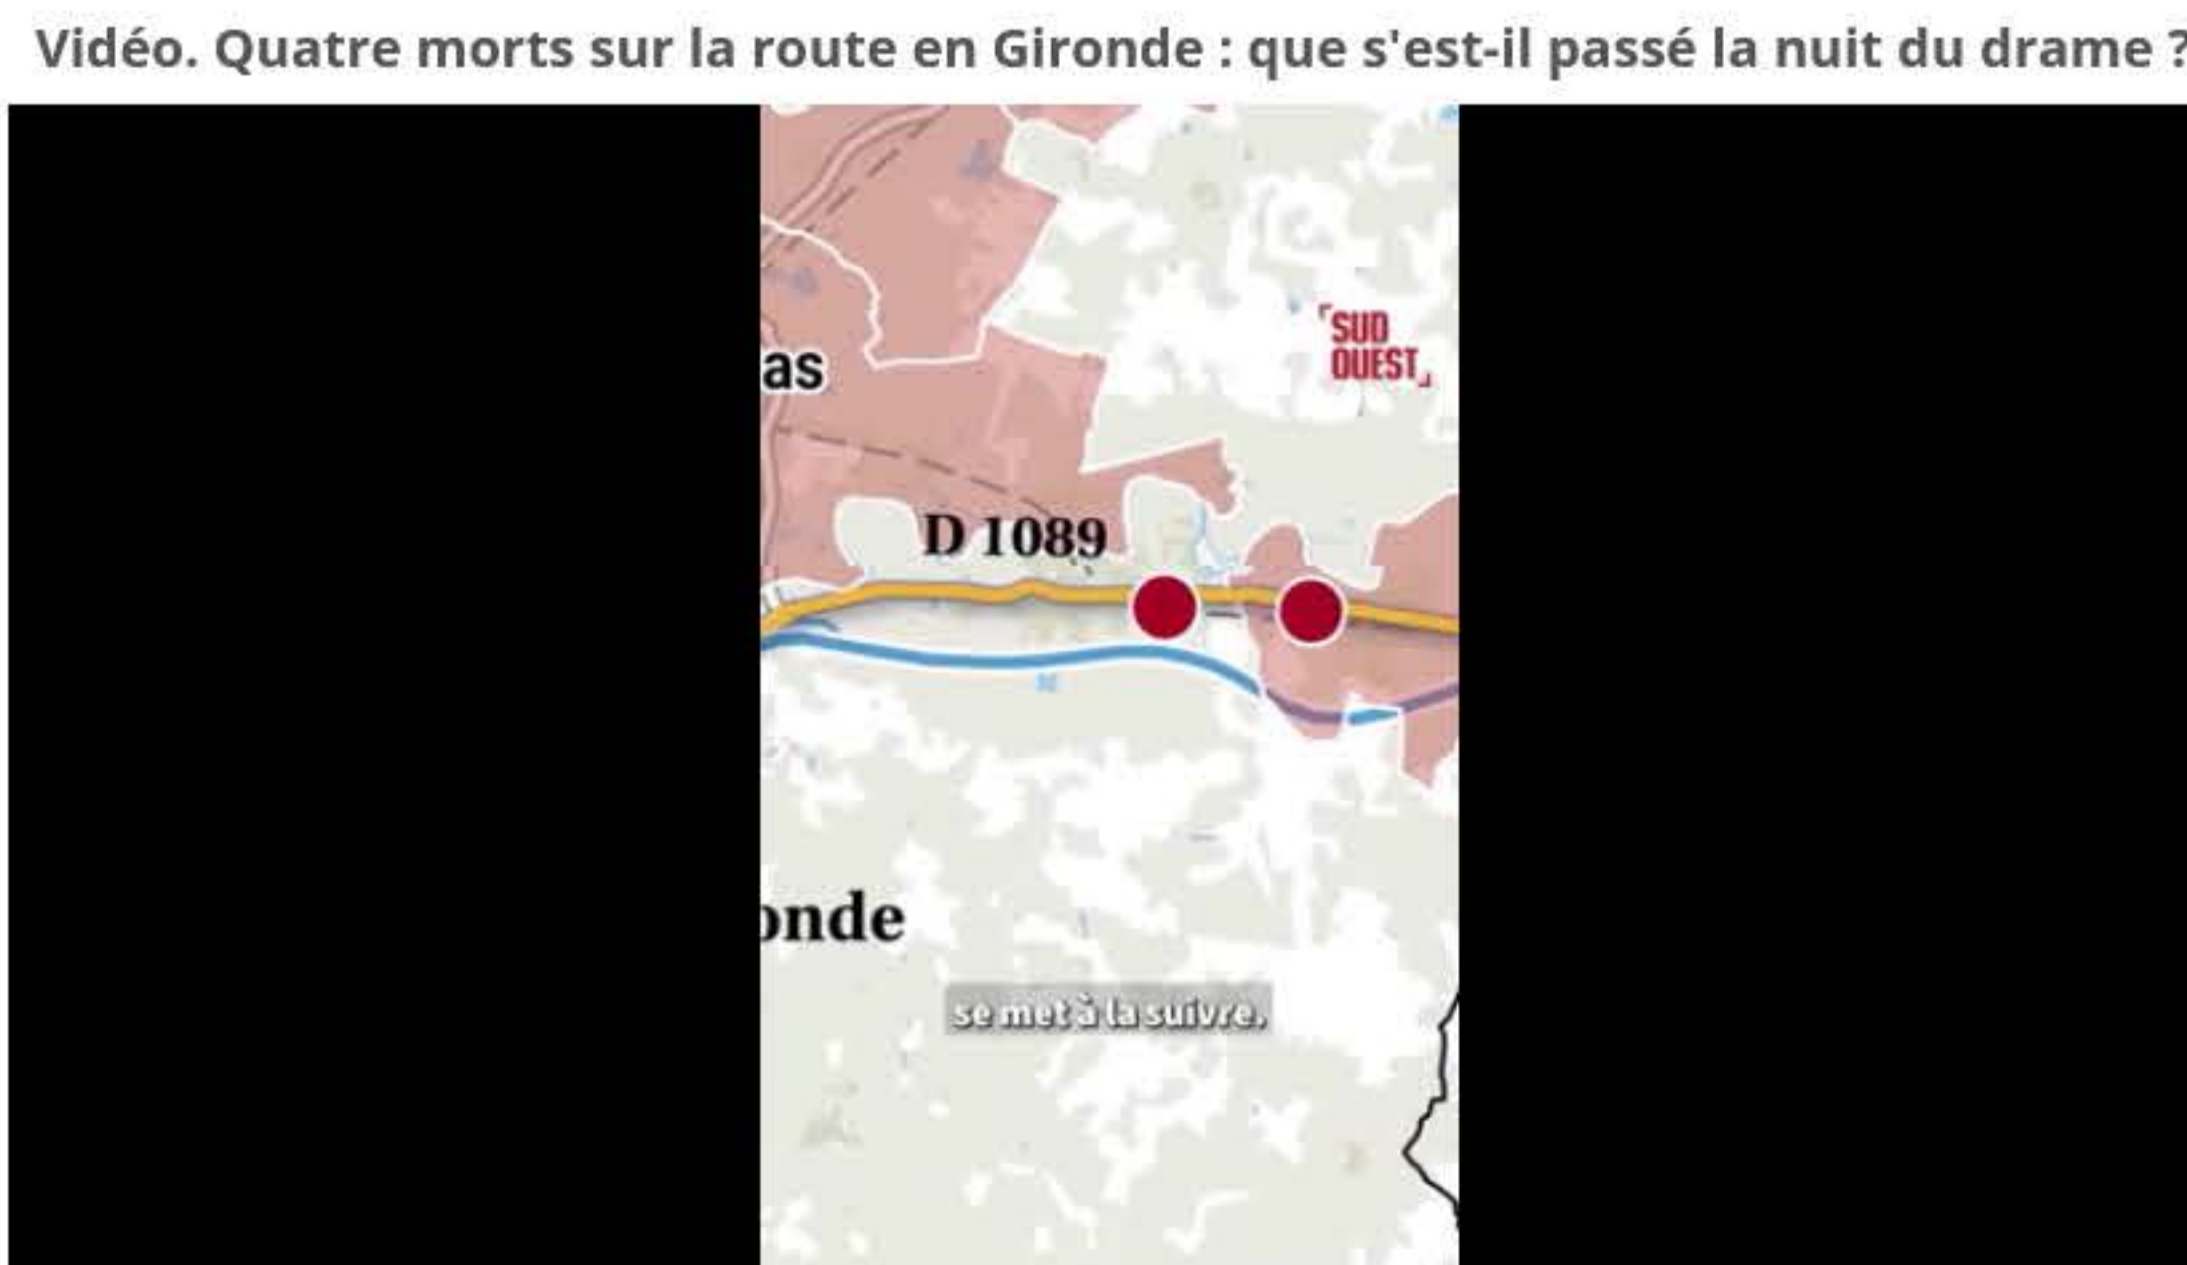 Vidéo. Quatre morts sur la route en Gironde : que s'est-il passé la nuit du drame ?
SUD
OUEST
as
D 1089
onde
se met à la suivre.